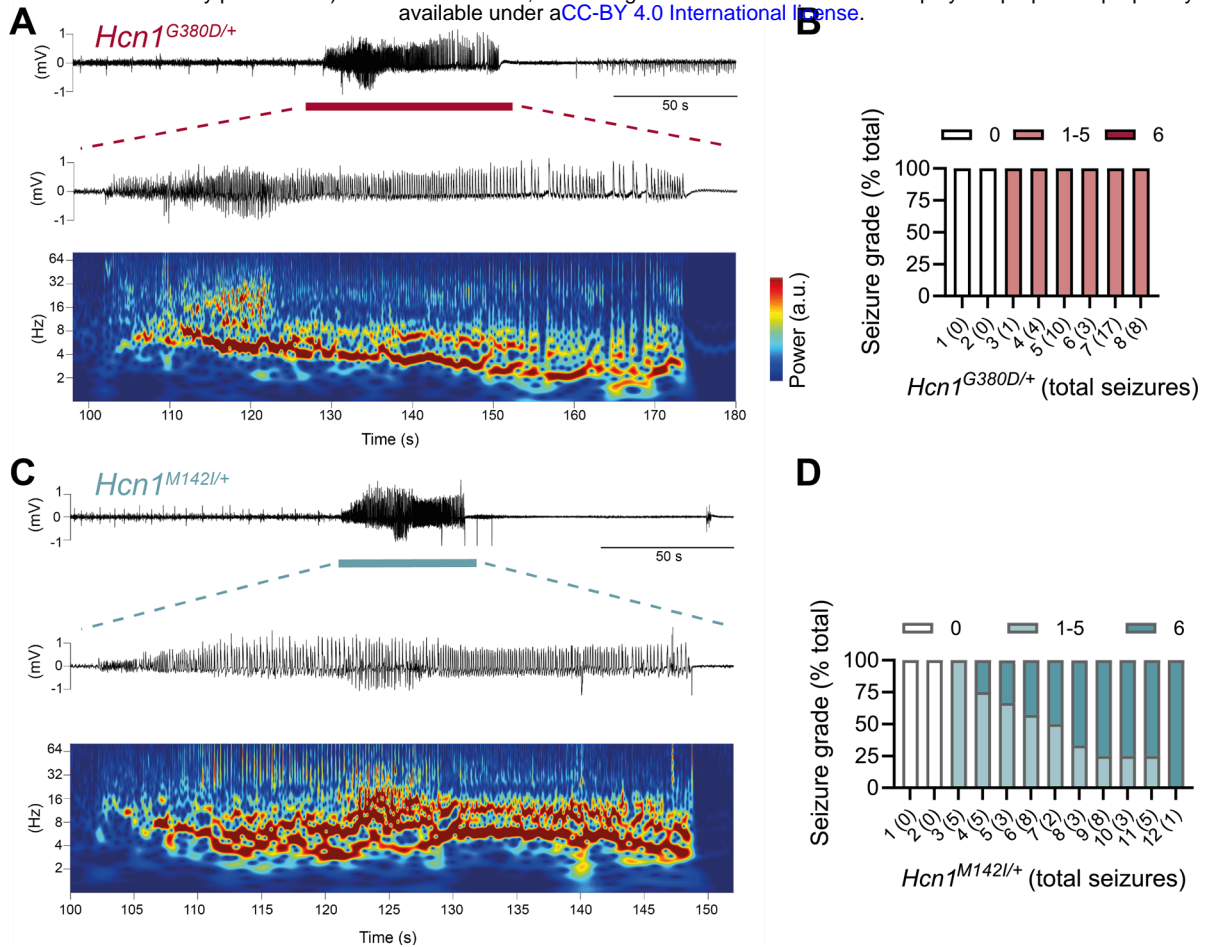 available under aCC-BY 4.0 International license.
A
Hcn1G380D/+
1
0
-1
(mV)
50 s
1
0
-1
(mV)
64
32
16
8
4
2
(Hz)
100 110 120 130 140 150 160 170 180
Time (s)
Power (a.u.)
B
0 1-5 6
Seizure grade (% total)
100
75
50
25
0
1 (0) 2 (0) 3 (1) 4 (4) 5 (10) 6 (3) 7 (17) 8 (8)
Hcn1G380D/+ (total seizures)
C
Hcn1M142I/+
1
0
-1
(mV)
50 s
1
0
-1
(mV)
64
32
16
8
4
2
(Hz)
100 105 110 115 120 125 130 135 140 145 150
Time (s)
D
0 1-5 6
Seizure grade (% total)
100
75
50
25
0
1 (0) 2 (0) 3 (5) 4 (5) 5 (3) 6 (8) 7 (2) 8 (3) 9 (8) 10 (3) 11 (5) 12 (1)
Hcn1M142I/+ (total seizures)